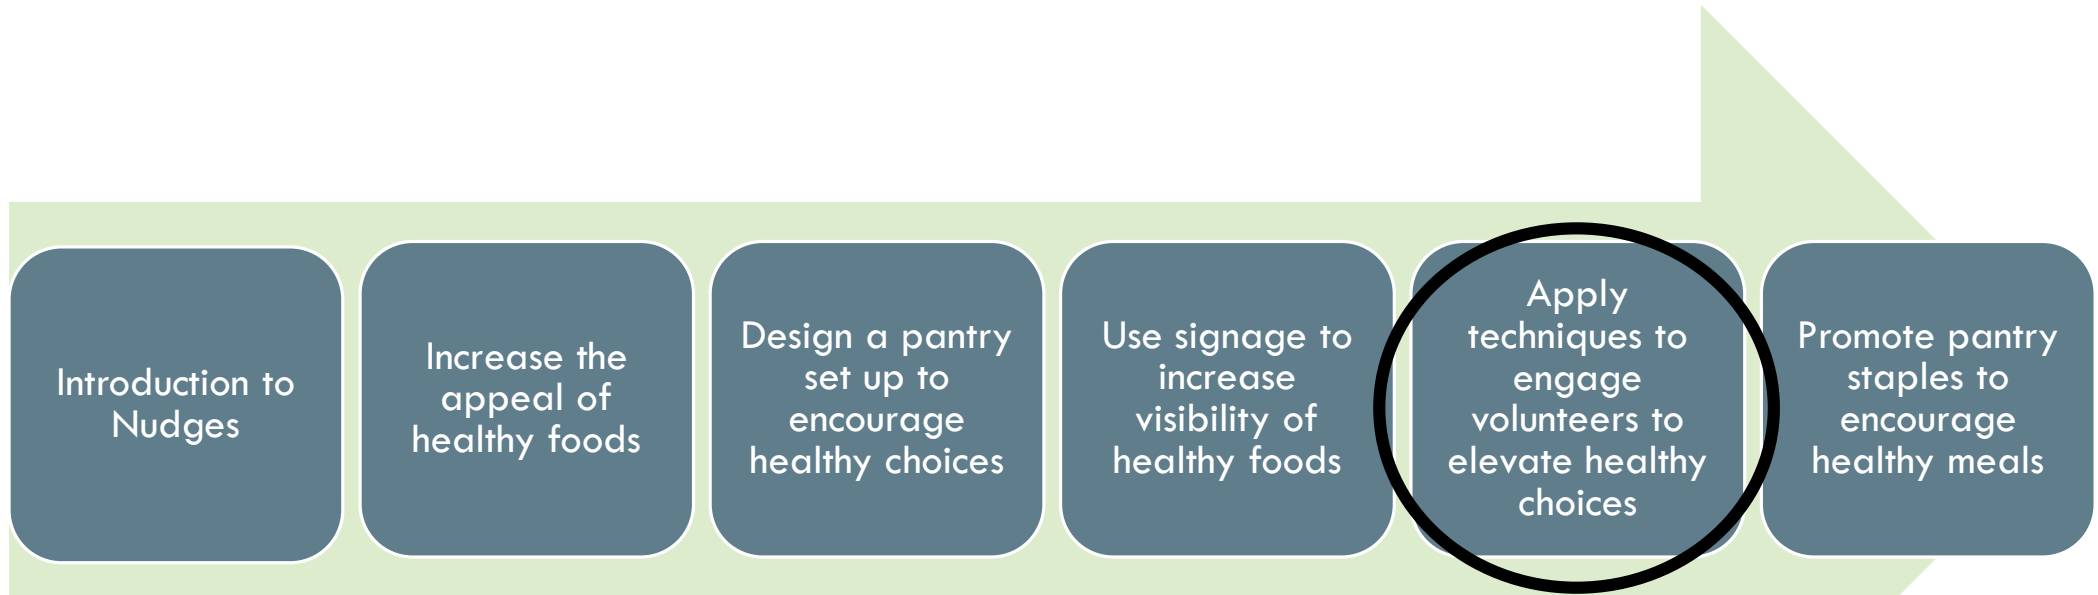 Introduction to
Nudges
Increase the
appeal of
healthy foods
Design a pantry
set up to
encourage
healthy choices
Use signage to
increase
visibility of
healthy foods
Apply
techniques to
engage
volunteers to
elevate healthy
choices
Promote pantry
staples to
encourage
healthy meals